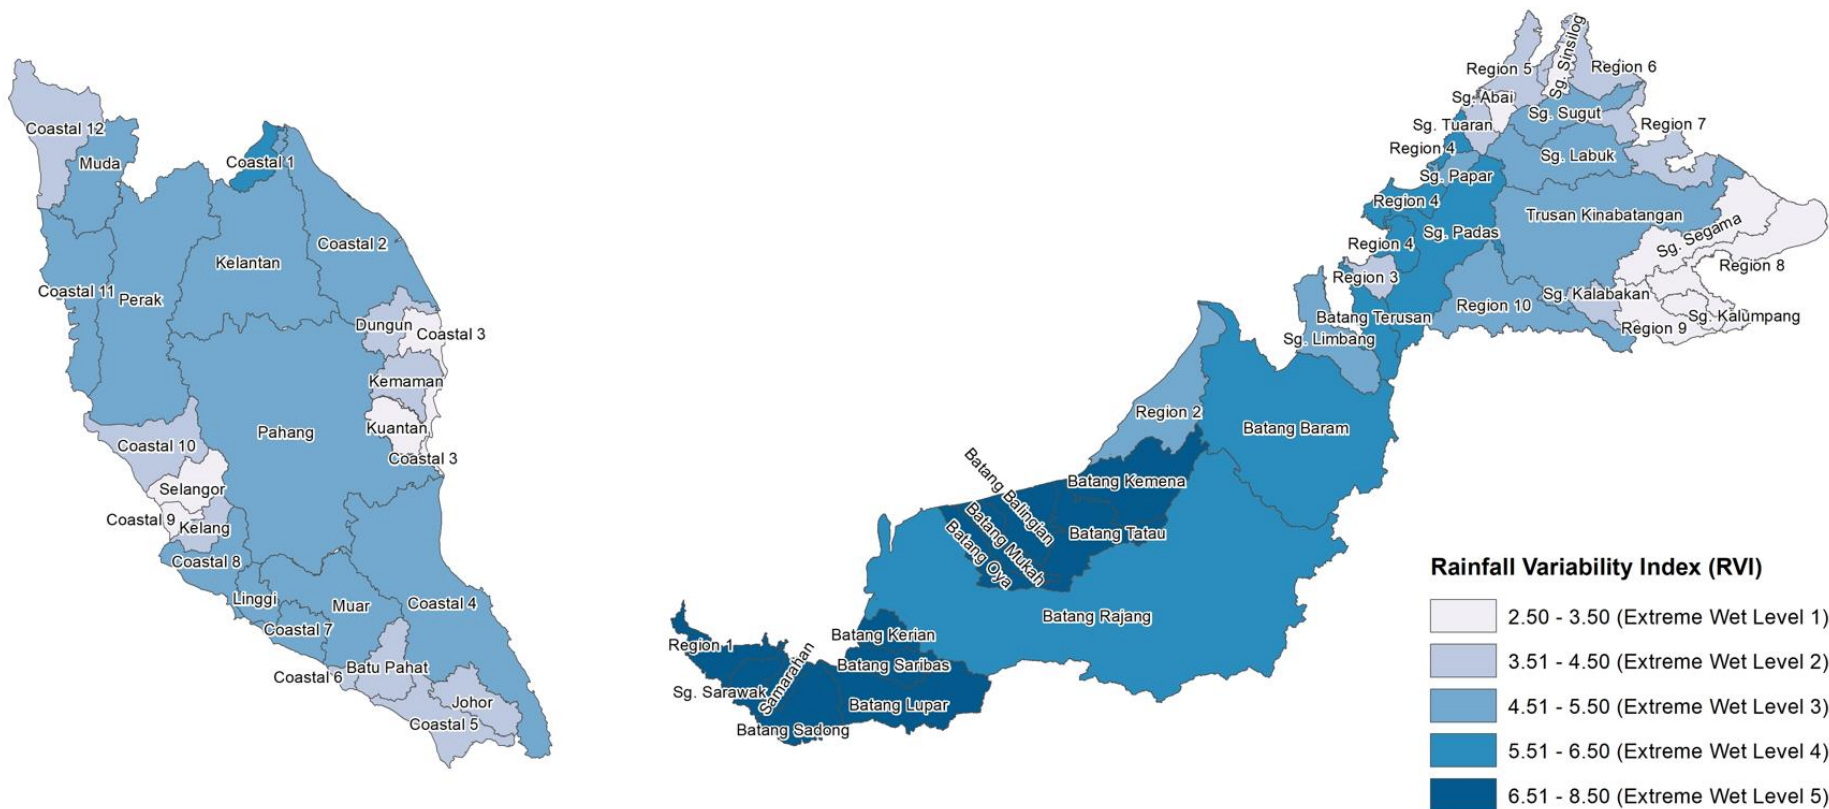 Coastal 12
Muda
Coastal 1
Coastal 2
Kelantan
Coastal 11
Perak
Dungun
Coastal 3
Kemaman
Kuantan
Pahang
Coastal 10
Coastal 3
Selangor
Coastal 9
Kelang
Coastal 8
Linggi
Muar
Coastal 4
Coastal 7
Batu Pahat
Coastal 6
Johor
Coastal 5
Region 5
Sg. Sinsilog
Region 6
Sg. Abai
Sg. Sugut
Sg. Tuaran
Region 7
Region 4
Sg. Labuk
Sg. Papar
Region 4
Trusan Kinabatangan
Sg. Padas
Sg. Segama
Region 4
Region 8
Region 3
Sg. Kalabakan
Region 10
Batang Terusan
Sg. Kalumpang
Region 9
Sg. Limbang
Region 2
Batang Baram
Batang Balingian
Batang Kemena
Batang Mukah
Batang Tatau
Batang Oya
Batang Rajang
Batang Kerian
Region 1
Batang Saribas
Samarahan
Sg. Sarawak
Batang Lupar
Batang Sadong
Rainfall Variability Index (RVI)
2.50 - 3.50 (Extreme Wet Level 1)
3.51 - 4.50 (Extreme Wet Level 2)
4.51 - 5.50 (Extreme Wet Level 3)
5.51 - 6.50 (Extreme Wet Level 4)
6.51 - 8.50 (Extreme Wet Level 5)